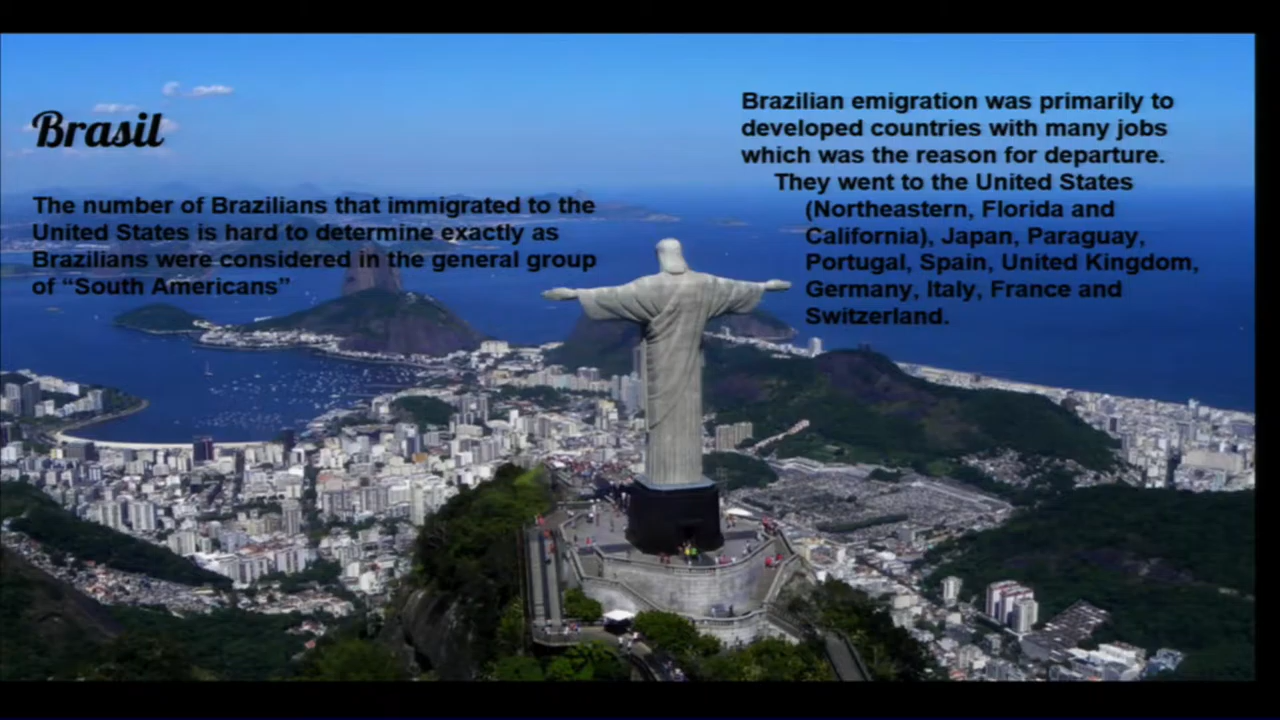 Brasil
The number of Brazilians that immigrated to the
United States is hard to determine exactly as
Brazilians were considered in the general group
of “South Americans”
Brazilian emigration was primarily to
developed countries with many jobs
which was the reason for departure.
They went to the United States
(Northeastern, Florida and
California), Japan, Paraguay,
Portugal, Spain, United Kingdom,
Germany, Italy, France and
Switzerland.